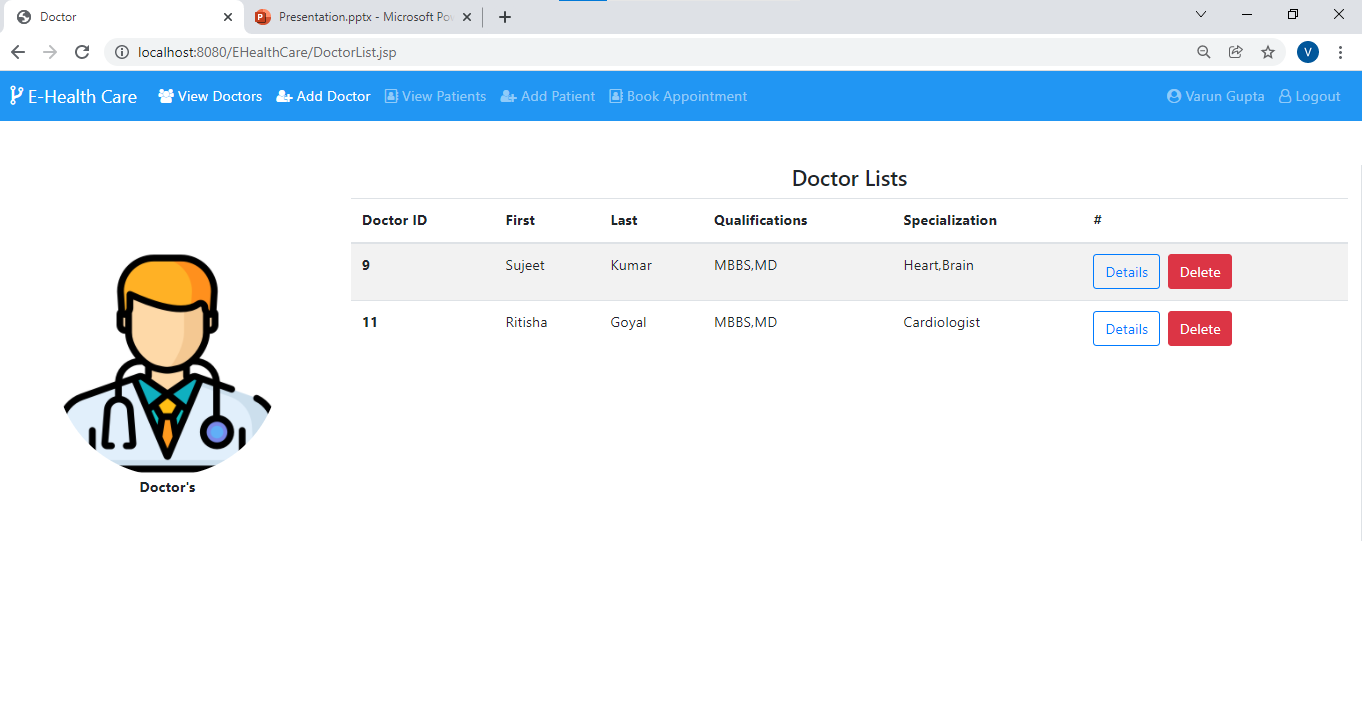 Doctor
Presentation.pptx - Microsoft Po
localhost:8080/EHealthCare/DoctorList.jsp
V
E-Health Care View Doctors Add Doctor View Patients Add Patient Book Appointment Varun Gupta Logout
Doctor Lists
Doctor ID First Last Qualifications Specialization #
9 Sujeet Kumar MBBS,MD Heart,Brain Details Delete
11 Ritisha Goyal MBBS,MD Cardiologist Details Delete
Doctor's